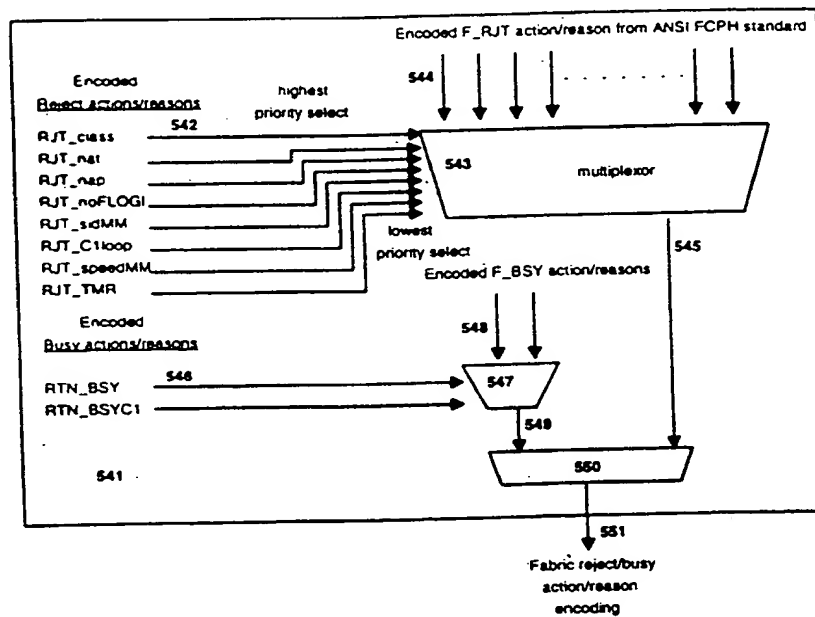 Encoded F_RJT action/reason from ANSI FCPH standard
544
Encoded
Reject actions/reasons
highest
priority select
542
RJT_class
RJT_nat
RJT_nap
RJT_noFLOGI
RJT_sidMM
RJT_C1loop
RJT_speedMM
RJT_TMR
543
multiplexor
lowest
priority select
545
Encoded F_BSY action/reasons
548
Encoded
Busy actions/reasons
546
RTN_BSY
RTN_BSYC1
547
549
541
550
551
Fabric reject/busy
action/reason
encoding